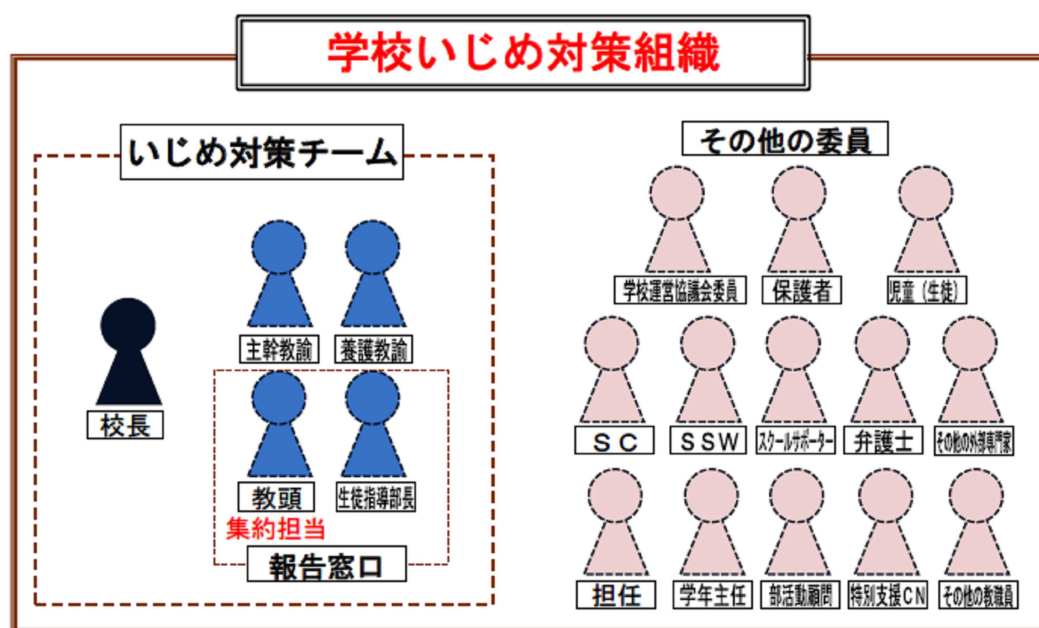 学校いじめ対策組織
いじめ対策チーム
校長
主幹教諭
養護教諭
教頭
生徒指導部長
集約担当
報告窓口
その他の委員
学校運営協議会委員
保護者
児童（生徒）
ＳＣ
ＳＳＷ
スクールサポーター
弁護士
その他の外部専門家
担任
学年主任
部活動顧問
特別支援ＣＮ
その他の教職員